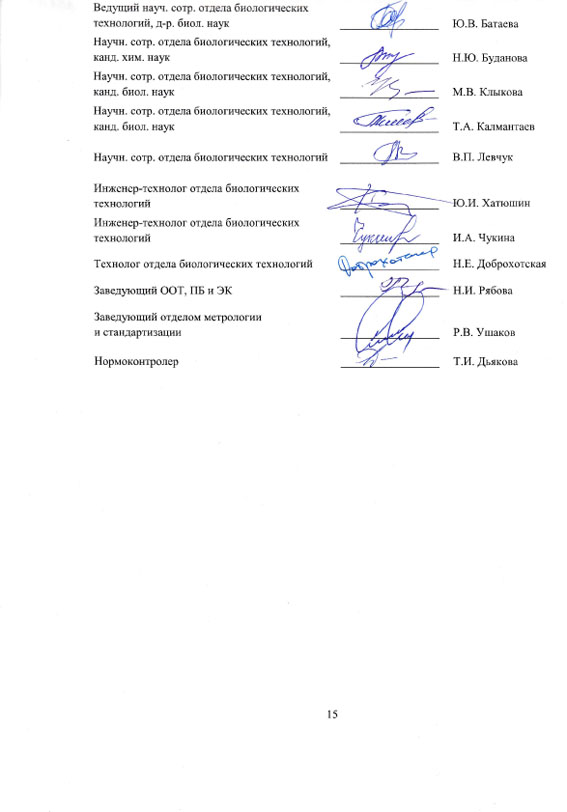 Ведущий науч. сотр. отдела биологических
технологий, д-р. биол. наук Ю.В. Батаева
Научн. сотр. отдела биологических технологий,
канд. хим. наук Н.Ю. Буданова
Научн. сотр. отдела биологических технологий,
канд. биол. наук М.В. Клыкова
Научн. сотр. отдела биологических технологий,
канд. биол. наук Т.А. Калмантаев
Научн. сотр. отдела биологических технологий В.П. Левчук
Инженер-технолог отдела биологических
технологий Ю.И. Хатюшин
Инженер-технолог отдела биологических
технологий И.А. Чукина
Технолог отдела биологических технологий Доброхотская Н.Е. Доброхотская
Заведующий ООТ, ПБ и ЭК Н.И. Рябова
Заведующий отделом метрологии
и стандартизации Р.В. Ушаков
Нормоконтролер Т.И. Дьякова
15